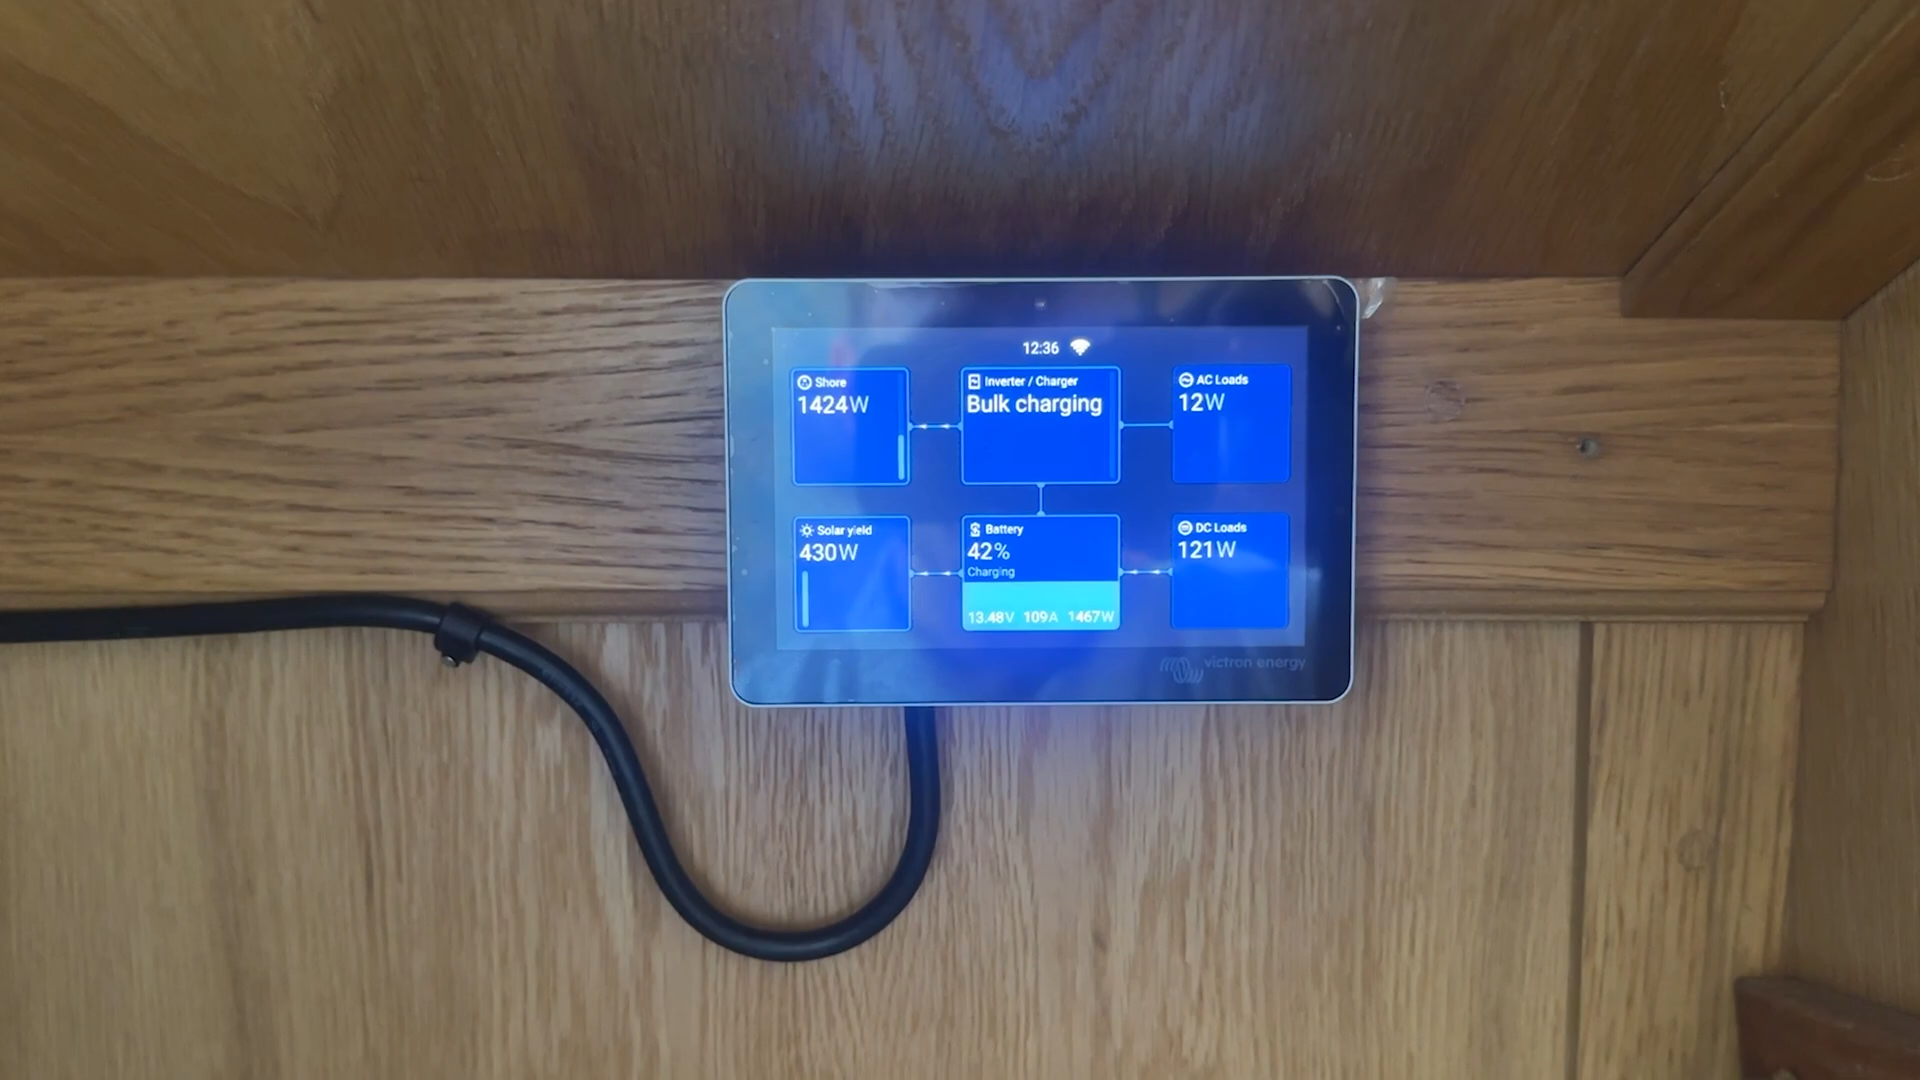 12:36
Shore
1424W
Inverter / Charger
Bulk charging
AC Loads
12W
Solar yield
430W
Battery
42%
Charging
13.48V 109A 1467W
DC Loads
121W
victron energy